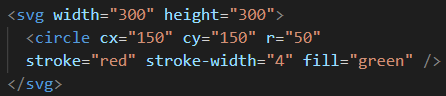 <svg width="300" height="300">
  <circle cx="150" cy="150" r="50"
  stroke="red" stroke-width="4" fill="green" />
</svg>